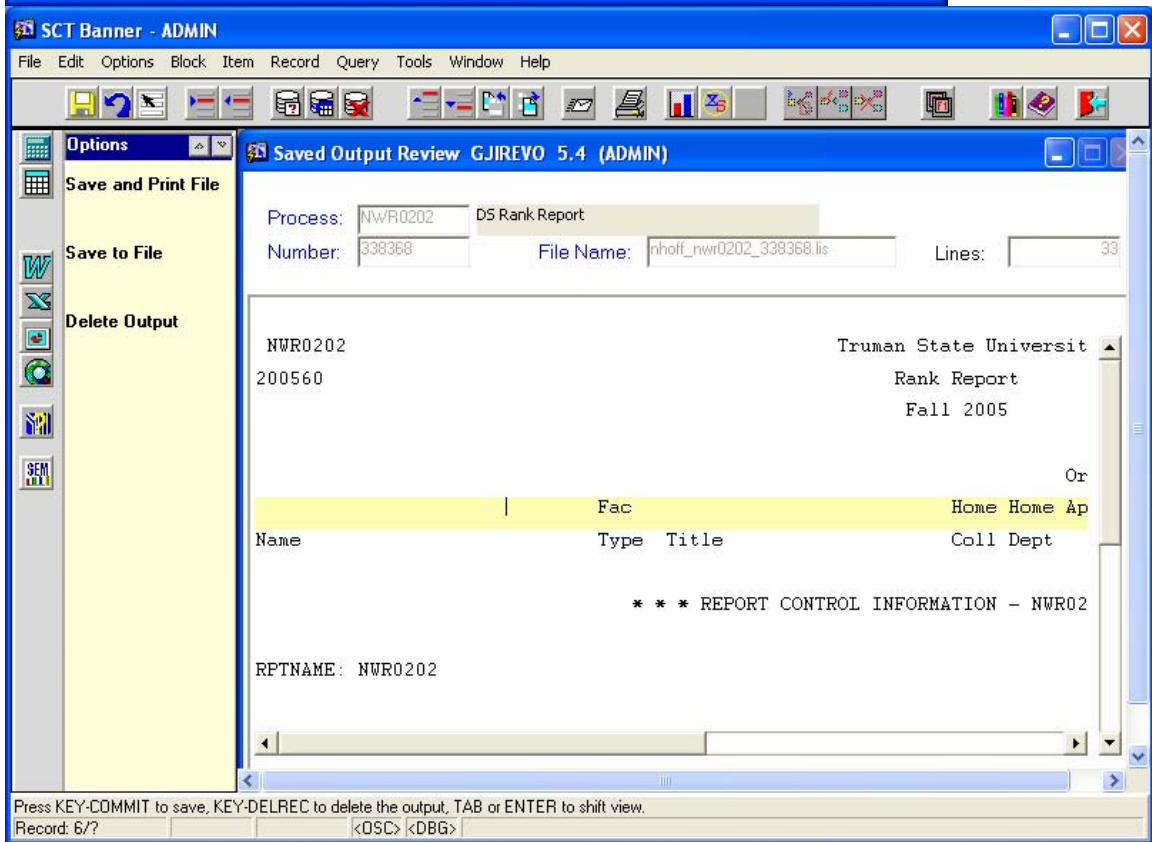 SCT Banner - ADMIN
File Edit Options Block Item Record Query Tools Window Help
Options
Saved Output Review GJIREVO 5.4 (ADMIN)
Save and Print File
Process: NWR0202 DS Rank Report
Save to File
Number: 338368 File Name: nhoff_nwr0202_338368.lis Lines: 33
Delete Output
NWR0202 Truman State Universit
200560 Rank Report
Fall 2005
Or
Fac Home Home Ap
Name Type Title Coll Dept
* * * REPORT CONTROL INFORMATION - NWR02
RPTNAME: NWR0202
SEM
Press KEY-COMMIT to save, KEY-DELREC to delete the output, TAB or ENTER to shift view.
Record: 6/? <OSC> <DBG>